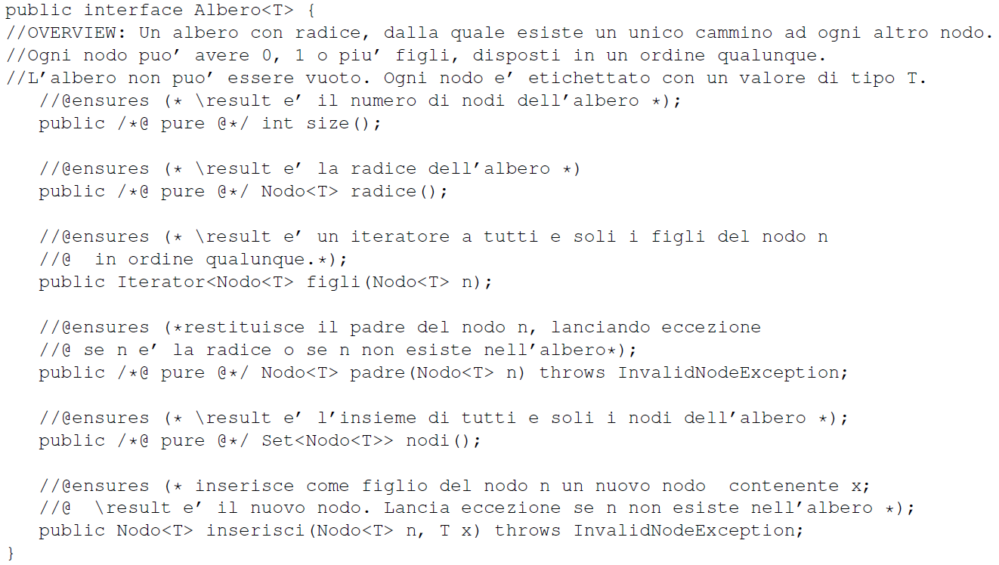 public interface Albero<T> {
//OVERVIEW: Un albero con radice, dalla quale esiste un unico cammino ad ogni altro nodo.
//Ogni nodo puo’ avere 0, 1 o piu’ figli, disposti in un ordine qualunque.
//L’albero non puo’ essere vuoto. Ogni nodo e’ etichettato con un valore di tipo T.
//@ensures (* \result e’ il numero di nodi dell’albero *);
public /*@ pure @*/ int size();
//@ensures (* \result e’ la radice dell’albero *)
public /*@ pure @*/ Nodo<T> radice();
//@ensures (* \result e’ un iteratore a tutti e soli i figli del nodo n
//@  in ordine qualunque.*);
public Iterator<Nodo<T> figli(Nodo<T> n);
//@ensures (*restituisce il padre del nodo n, lanciando eccezione
//@ se n e’ la radice o se n non esiste nell’albero*);
public /*@ pure @*/ Nodo<T> padre(Nodo<T> n) throws InvalidNodeException;
//@ensures (* \result e’ l’insieme di tutti e soli i nodi dell’albero *);
public /*@ pure @*/ Set<Nodo<T>> nodi();
//@ensures (* inserisce come figlio del nodo n un nuovo nodo  contenente x;
//@  \result e’ il nuovo nodo. Lancia eccezione se n non esiste nell’albero *);
public Nodo<T> inserisci(Nodo<T> n, T x) throws InvalidNodeException;
}